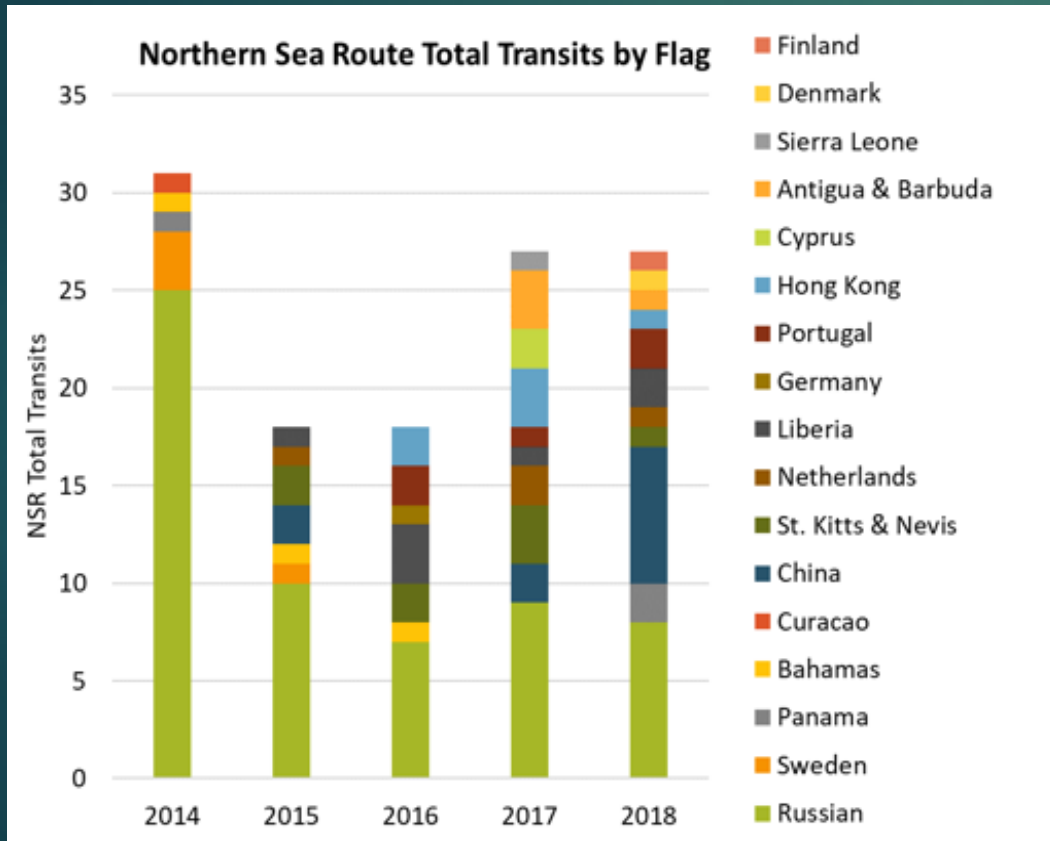 Northern Sea Route Total Transits by Flag
NSR Total Transits
35
30
25
20
15
10
5
0
2014 2015 2016 2017 2018
Finland
Denmark
Sierra Leone
Antigua & Barbuda
Cyprus
Hong Kong
Portugal
Germany
Liberia
Netherlands
St. Kitts & Nevis
China
Curacao
Bahamas
Panama
Sweden
Russian